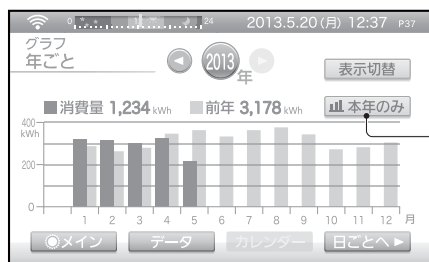 0 24 2013.5.20(月) 12:37 P37
グラフ
年ごと
2013 年
表示切替
消費量 1,234 kWh 前年 3,178 kWh
本年のみ
400
kWh
200
0
1 2 3 4 5 6 7 8 9 10 11 12 月
メイン データ カレンダー 日ごとへ